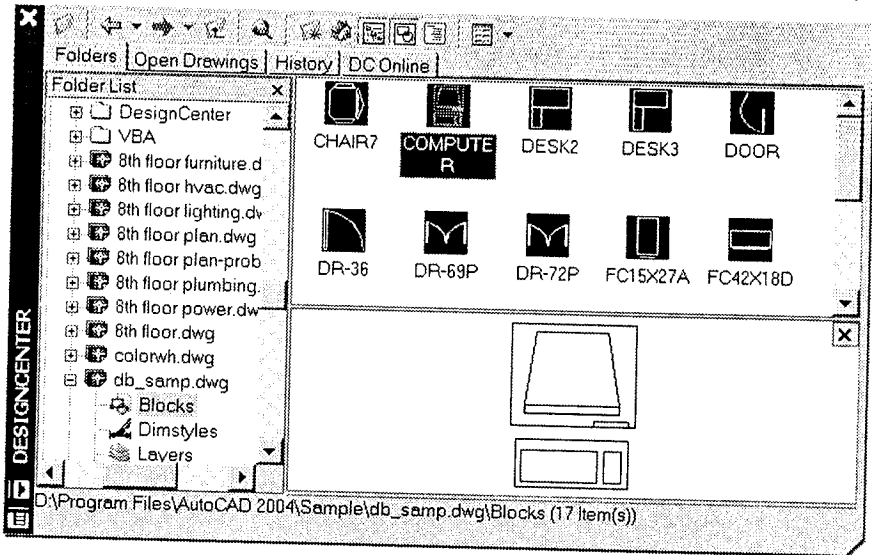 Folders Open Drawings History DC Online
Folder List
DesignCenter
VBA
8th floor furniture.d
8th floor hvac.dwg
8th floor lighting.dv
8th floor plan.dwg
8th floor plan-prob
8th floor plumbing.
8th floor power.dw
8th floor.dwg
colorwh.dwg
db_samp.dwg
Blocks
Dimstyles
Layers
CHAIR7 COMPUTE
R DESK2 DESK3 DOOR
DR-36 DR-69P DR-72P FC15X27A FC42X18D
DESIGNCENTER
D:\Program Files\AutoCAD 2004\Sample\db_samp.dwg\Blocks (17 Item(s))